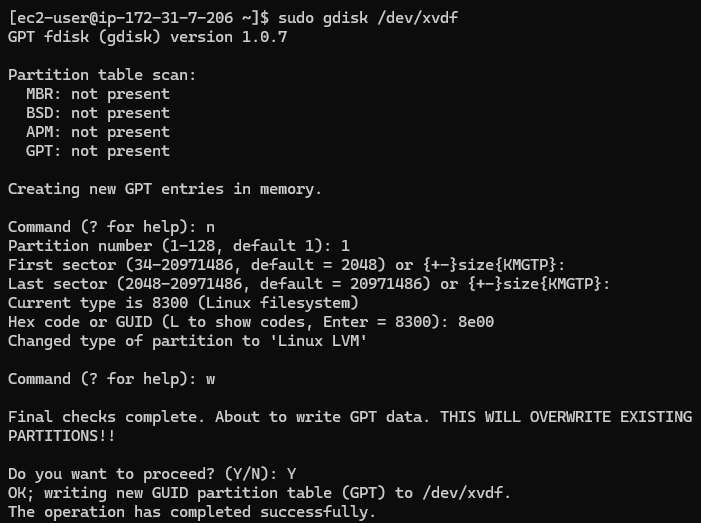 [ec2-user@ip-172-31-7-206 ~]$ sudo gdisk /dev/xvdf
GPT fdisk (gdisk) version 1.0.7
Partition table scan:
  MBR: not present
  BSD: not present
  APM: not present
  GPT: not present
Creating new GPT entries in memory.
Command (? for help): n
Partition number (1-128, default 1): 1
First sector (34-20971486, default = 2048) or {+-}size{KMGTP}:
Last sector (2048-20971486, default = 20971486) or {+-}size{KMGTP}:
Current type is 8300 (Linux filesystem)
Hex code or GUID (L to show codes, Enter = 8300): 8e00
Changed type of partition to 'Linux LVM'
Command (? for help): w
Final checks complete. About to write GPT data. THIS WILL OVERWRITE EXISTING
PARTITIONS!!
Do you want to proceed? (Y/N): Y
OK; writing new GUID partition table (GPT) to /dev/xvdf.
The operation has completed successfully.